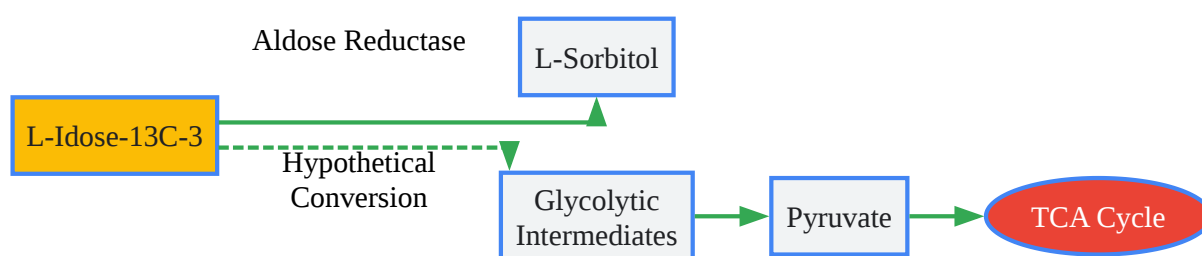 Aldose Reductase
L-Sorbitol
L-Idose-13C-3
Hypothetical
Conversion
Glycolytic
Intermediates
Pyruvate
TCA Cycle